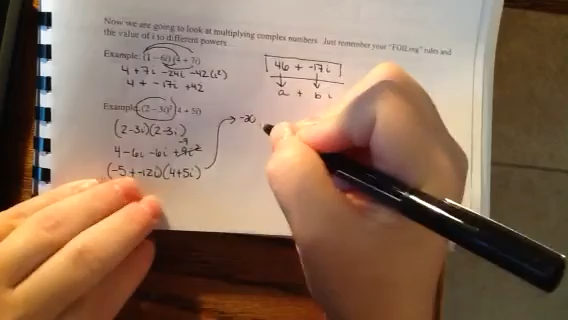 Now we are going to look at multiplying complex numbers. Just remember your "FOILing" rules and
the value of i to different powers.
Example: (1 – 6i)(4 + 7i)
4 + 7i -24i -42(i²)
4 + -17i +42
46 + -17i
a + bi
Example: (2 – 3i)²(4 + 5i)
(2-3i)(2-3i)
4 -6i -6i +9i²
-9
(-5 + -12i)(4+5i)
-20